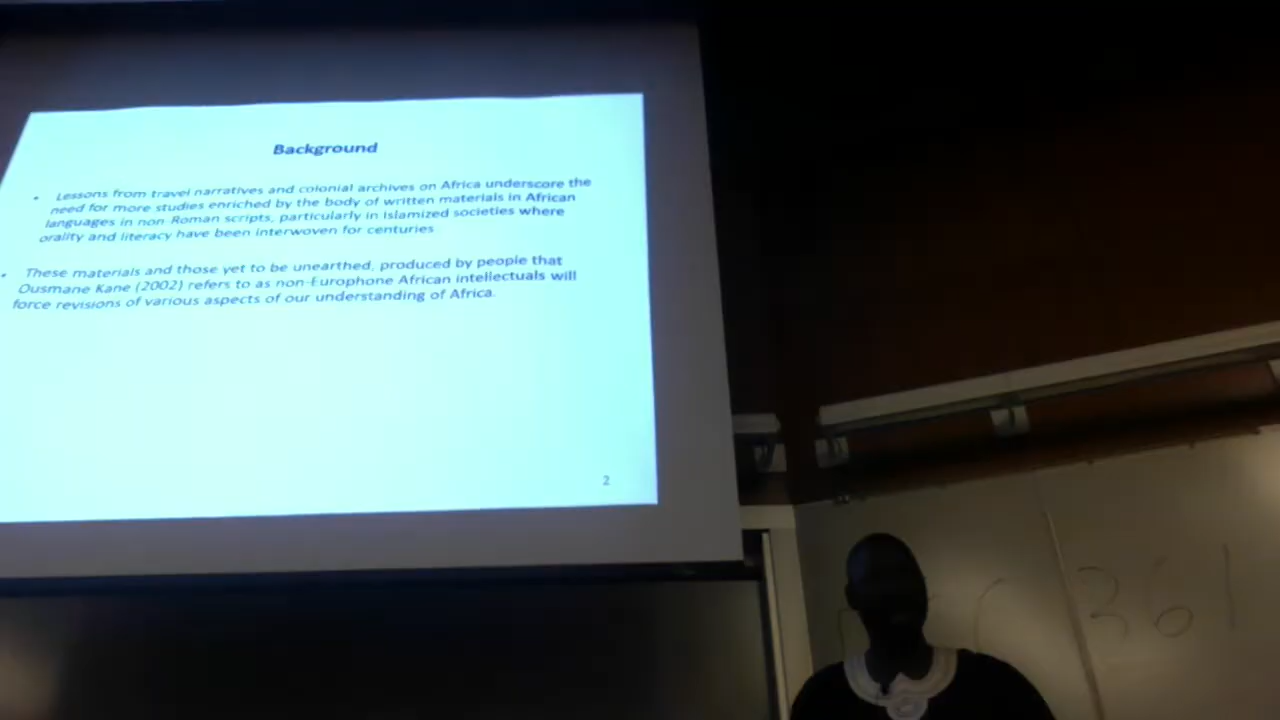 Background
• Lessons from travel narratives and colonial archives on Africa underscore the
need for more studies enriched by the body of written materials in African
languages in non Roman scripts, particularly in Islamized societies where
orality and literacy have been interwoven for centuries
• These materials and those yet to be unearthed, produced by people that
Ousmane Kane (2002) refers to as non-Europhone African intellectuals will
force revisions of various aspects of our understanding of Africa.
2
361